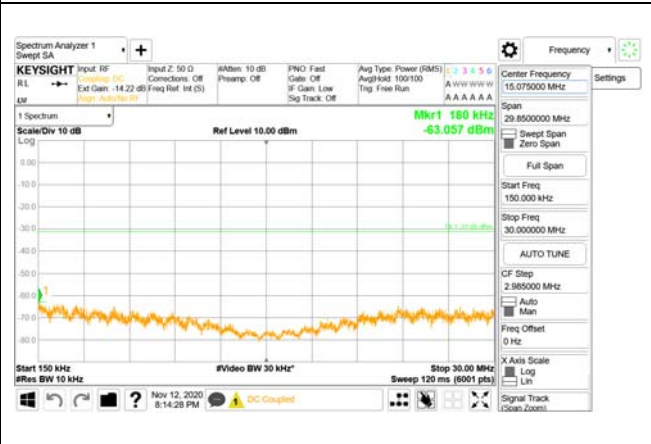 Spectrum Analyzer 1
Swept SA
+
Frequency
KEYSIGHT
Input: RF
Input Z: 50 Ω
#Atten: 10 dB
PNO: Fast
Avg Type: Power (RMS)
1 2 3 4 5 6
RL
Coupling: DC
Corrections: Off
Preamp: Off
Gate: Off
Avg|Hold: 100/100
A WW W W W
Ext Gain: -14.22 dB
Freq Ref: Int (S)
IF Gain: Low
Trig: Free Run
A A A A A A
Align: Auto/No RF
Sig Track: Off
Center Frequency
15.075000 MHz
Settings
1 Spectrum
Mkr1 180 kHz
Scale/Div 10 dB
Ref Level 10.00 dBm
-63.057 dBm
Log
Span
29.8500000 MHz
Swept Span
Zero Span
Full Span
Start Freq
150.000 kHz
Stop Freq
30.000000 MHz
AUTO TUNE
CF Step
2.985000 MHz
Auto
Man
Freq Offset
0 Hz
X Axis Scale
Log
Lin
Signal Track
(Span Zoom)
0.00
-10.0
-20.0
-30.0
-40.0
-50.0
-60.0
-70.0
-80.0
1
Start 150 kHz
#Video BW 30 kHz*
Stop 30.00 MHz
#Res BW 10 kHz
Sweep 120 ms (6001 pts)
?
Nov 12, 2020
8:14:28 PM
1
DC Coupled